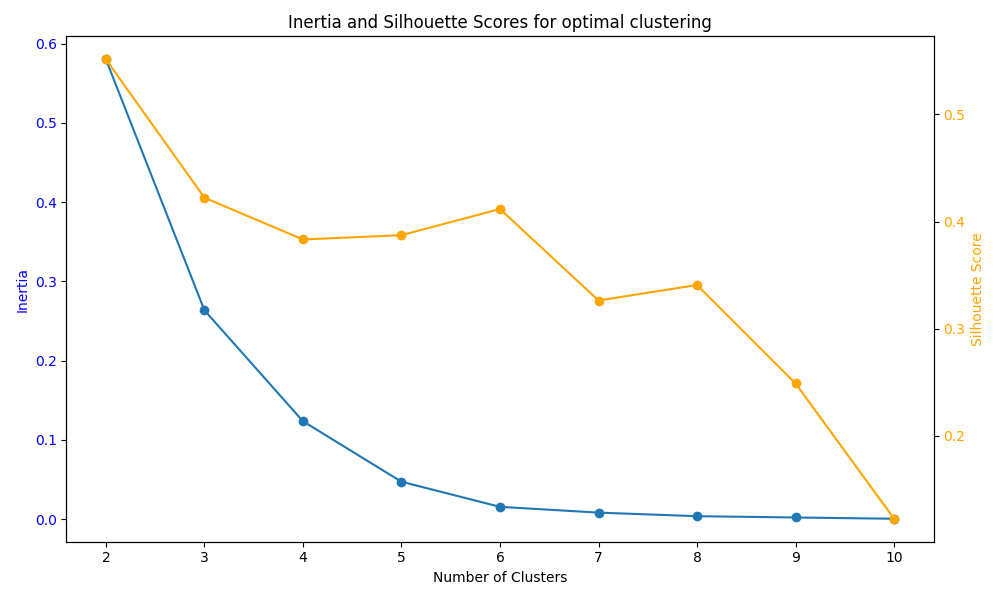 Inertia and Silhouette Scores for optimal clustering
0.6
0.5
0.4
0.3
0.2
0.1
0.0
Inertia
0.5
0.4
0.3
0.2
Silhouette Score
2 3 4 5 6 7 8 9 10
Number of Clusters